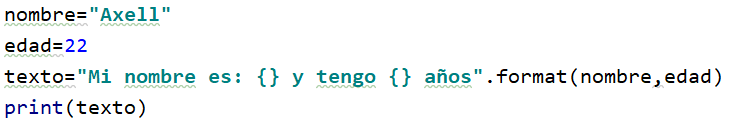 nombre="Axell"
edad=22
texto="Mi nombre es: {} y tengo {} años".format(nombre,edad)
print(texto)